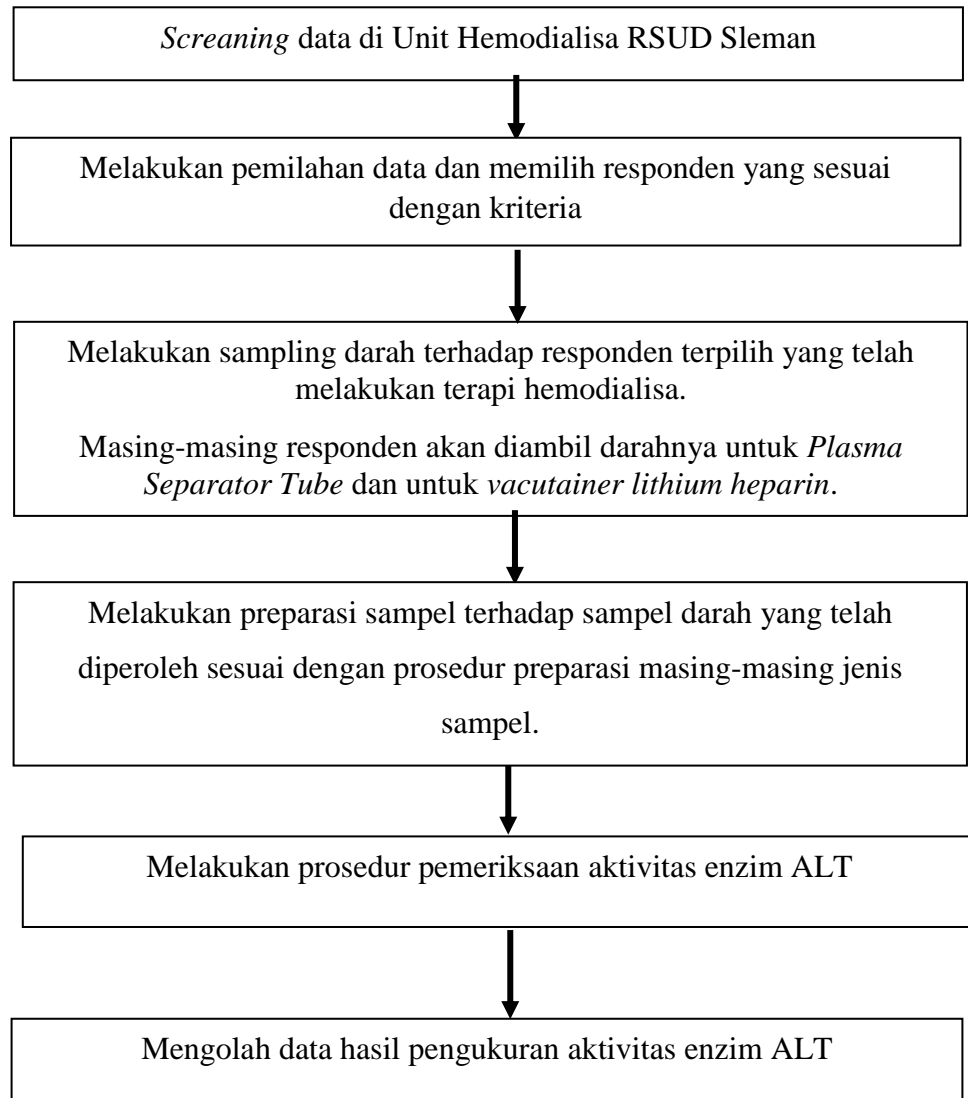 Screaning data di Unit Hemodialisa RSUD Sleman
Melakukan pemilahan data dan memilih responden yang sesuai
dengan kriteria
Melakukan sampling darah terhadap responden terpilih yang telah
melakukan terapi hemodialisa.
Masing-masing responden akan diambil darahnya untuk Plasma
Separator Tube dan untuk vacutainer lithium heparin.
Melakukan preparasi sampel terhadap sampel darah yang telah
diperoleh sesuai dengan prosedur preparasi masing-masing jenis
sampel.
Melakukan prosedur pemeriksaan aktivitas enzim ALT
Mengolah data hasil pengukuran aktivitas enzim ALT